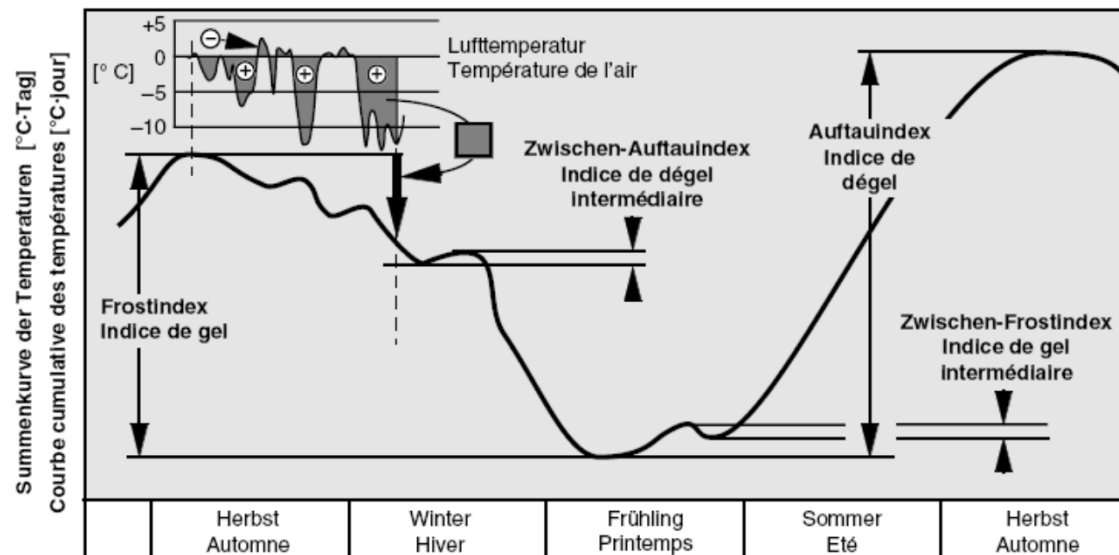 Summenkurve der Temperaturen [°C·Tag]
Courbe cumulative des températures [°C·jour]
+5
0
[° C]
−5
−10
−
+
+
+
Lufttemperatur
Température de l'air
Zwischen-Auftauindex
Indice de dégel
intermédiaire
Auftauindex
Indice de
dégel
Frostindex
Indice de gel
Zwischen-Frostindex
Indice de gel
intermédiaire
Herbst
Automne
Winter
Hiver
Frühling
Printemps
Sommer
Eté
Herbst
Automne